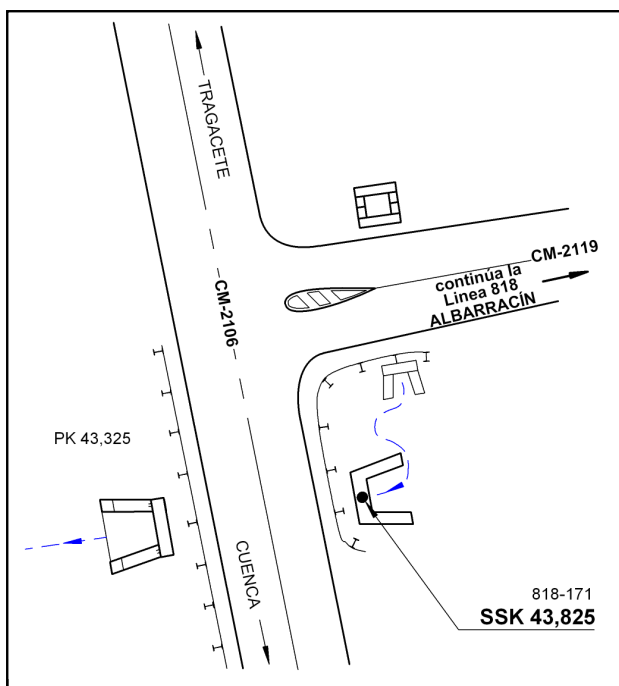 TRAGACETE
CM-2106
CM-2119
continúa la
Linea 818
ALBARRACÍN
PK 43,325
CUENCA
818-171
SSK 43,825